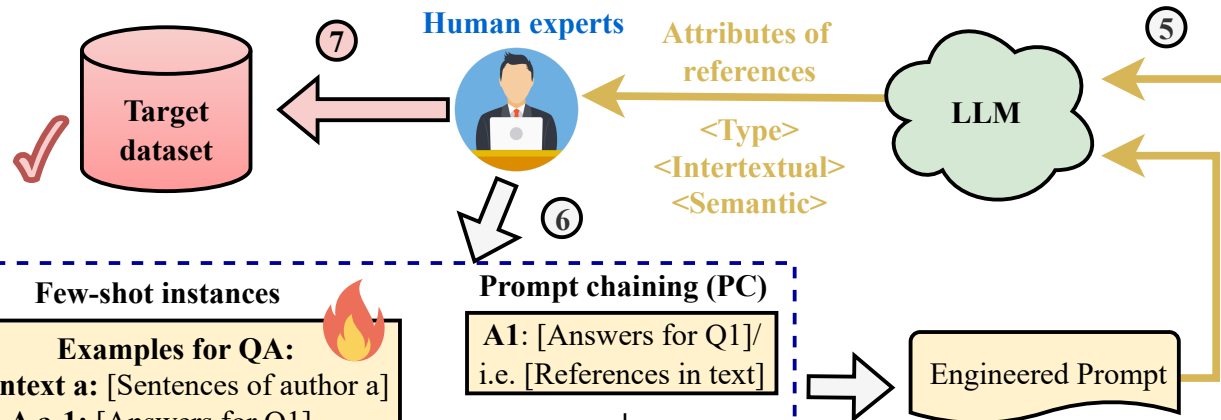 Human experts
7
Attributes of
references
5
Target
dataset
LLM
<Type>
<Intertextual>
<Semantic>
6
Few-shot instances
Prompt chaining (PC)
Examples for QA:
ntext a: [Sentences of author a]
A1: [Answers for Q1]/
i.e. [References in text]
Engineered Prompt